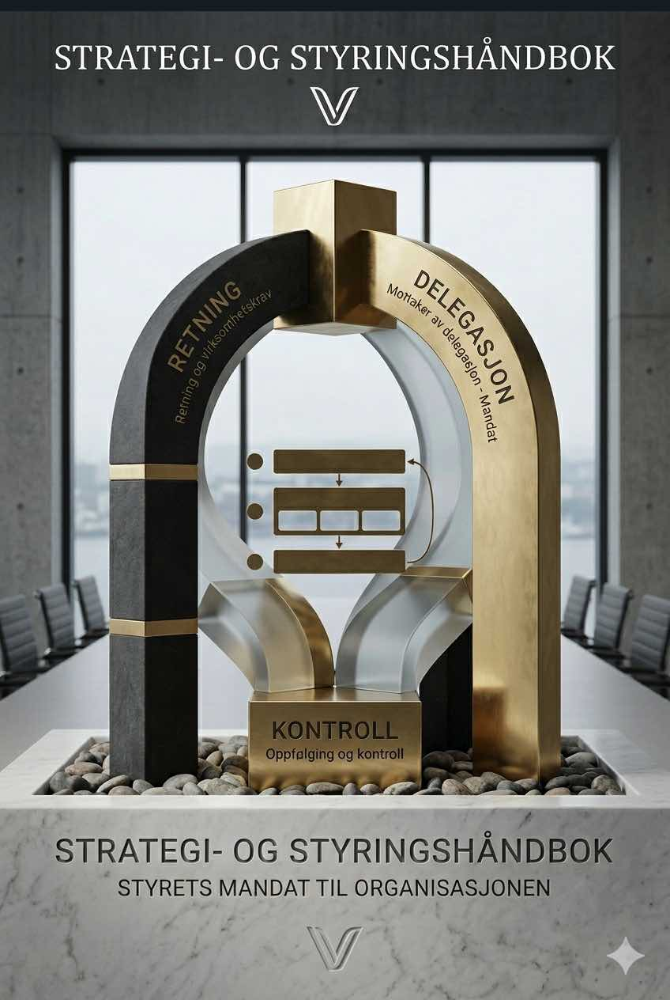 STRATEGI- OG STYRINGSHÅNDBOK
RETNING
Retning og virksomhetskrav
DELEGASJON
Mottaker av delegasjon - Mandat
KONTROLL
Oppfølging og kontroll
STRATEGI- OG STYRINGSHÅNDBOK
STYRETS MANDAT TIL ORGANISASJONEN